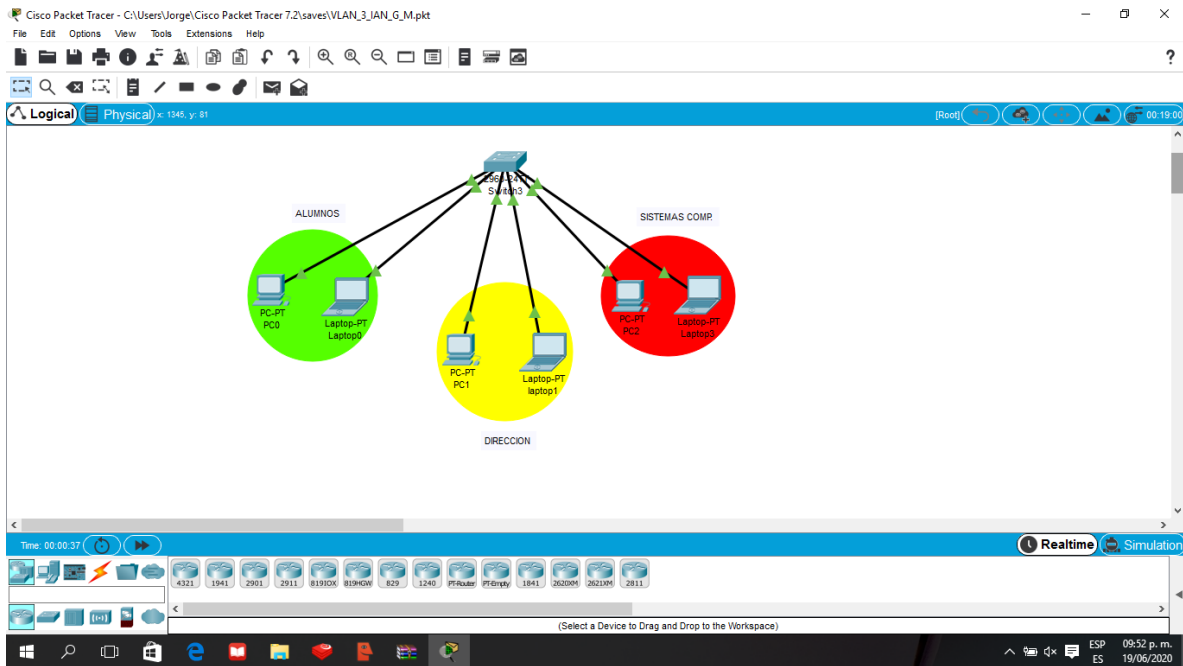 Cisco Packet Tracer - C:\Users\Jorge\Cisco Packet Tracer 7.2\saves\VLAN_3_IAN_G_M.pkt
File Edit Options View Tools Extensions Help
?
Logical Physical x: 1345, y: 81 [Root] 00:19:00
Switch3
ALUMNOS
SISTEMAS COMP.
PC-PT
PC0
Laptop-PT
Laptop0
PC-PT
PC1
Laptop-PT
laptop1
PC-PT
PC2
Laptop-PT
Laptop3
DIRECCION
Time: 00:00:37 Realtime Simulation
4321 1941 2901 2911 819IOX 819HGW 829 1240 PT-Router PT-Empty 1841 2620XM 2621XM 2811
(Select a Device to Drag and Drop to the Workspace)
ESP
ES
09:52 p. m.
19/06/2020